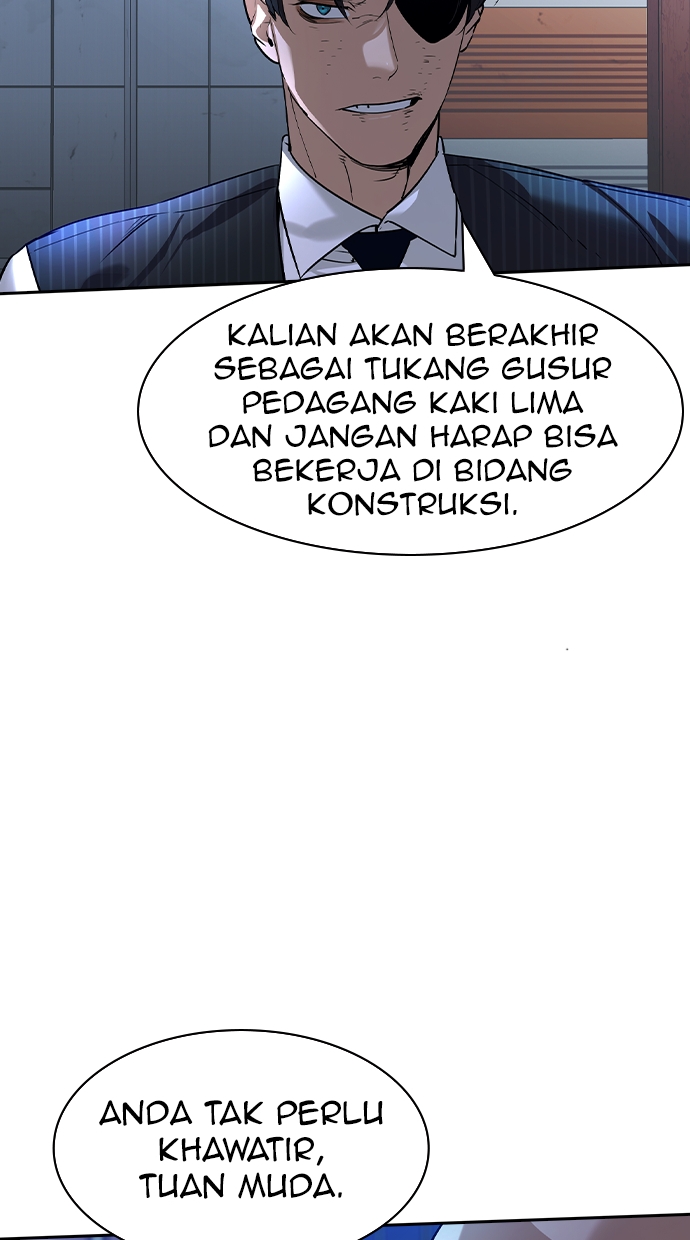 KALIAN AKAN BERAKHIR
SEBAGAI TUKANG GUSUR
PEDAGANG KAKI LIMA
DAN JANGAN HARAP BISA
BEKERJA DI BIDANG
KONSTRUKSI.
ANDA TAK PERLU
KHAWATIR,
TUAN MUDA.